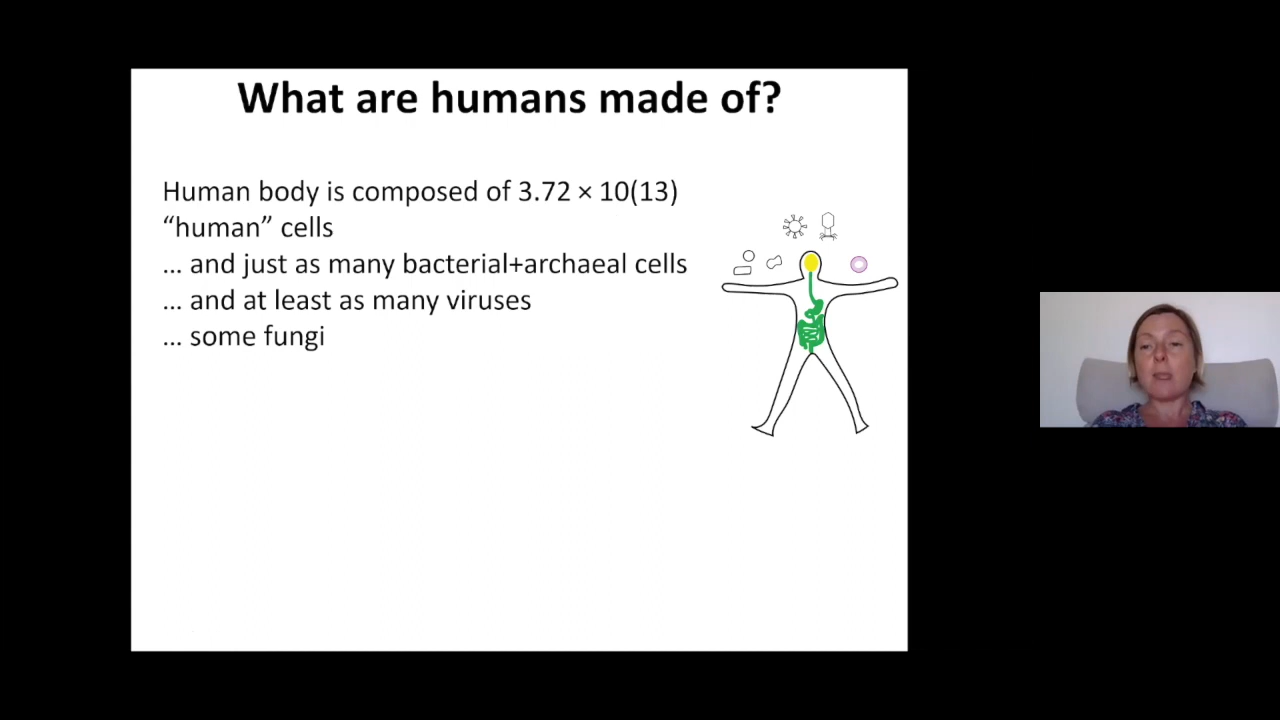 What are humans made of?
Human body is composed of 3.72 × 10(13)
“human” cells
... and just as many bacterial+archaeal cells
... and at least as many viruses
... some fungi